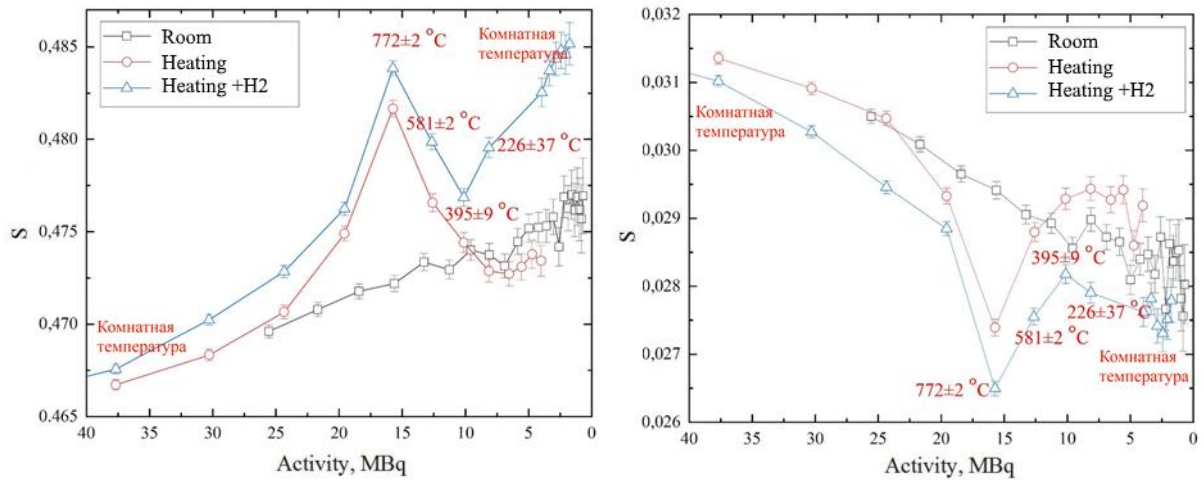 0,485
0,480
0,475
0,470
0,465
S
Room
Heating
Heating +H2
772±2 °C
Комнатная
температура
581±2 °C
226±37 °C
395±9 °C
Комнатная
температура
40
35
30
25
20
15
10
5
0
Activity, MBq
0,032
0,031
0,030
0,029
0,028
0,027
0,026
S
Room
Heating
Heating +H2
Комнатная
температура
395±9 °C
226±37 °C
581±2 °C
Комнатная
температура
772±2 °C
40
35
30
25
20
15
10
5
0
Activity, MBq